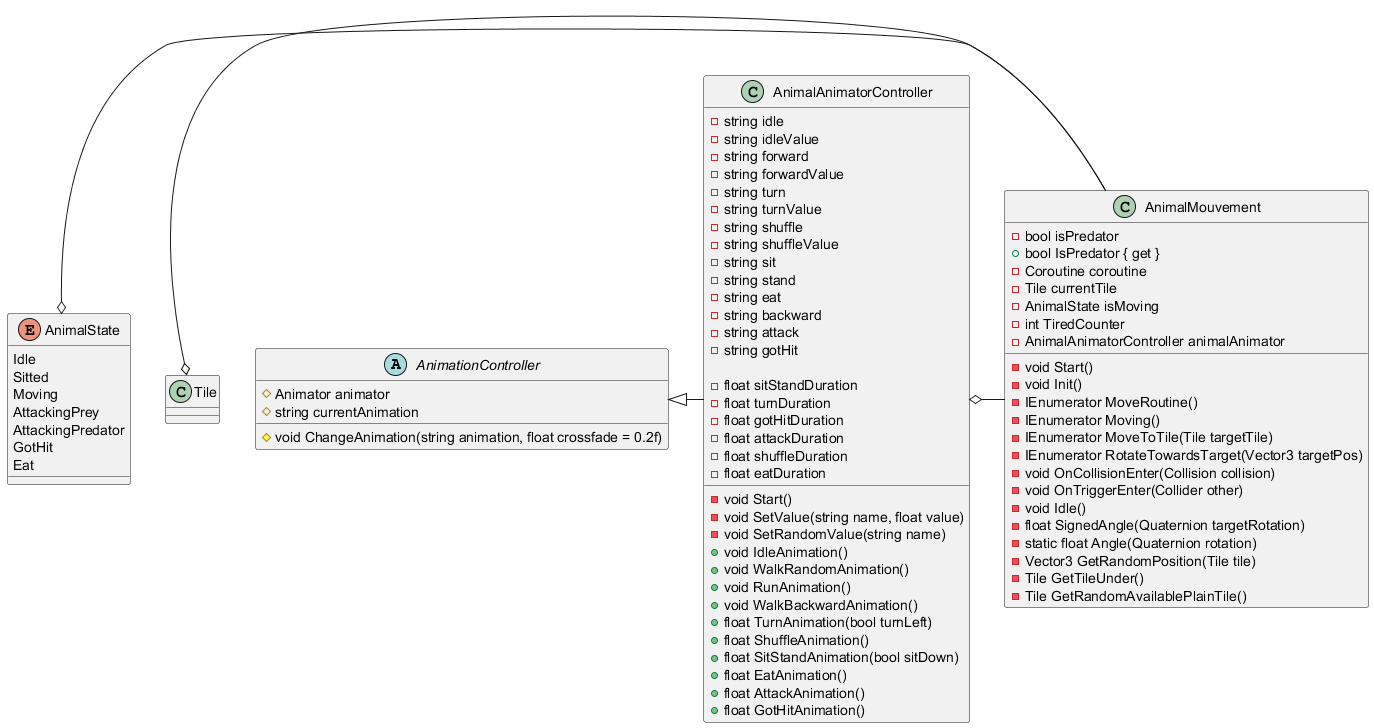 E AnimalState
Idle
Sitted
Moving
AttackingPrey
AttackingPredator
GotHit
Eat
C Tile
A AnimationController
Animator animator
string currentAnimation
void ChangeAnimation(string animation, float crossfade = 0.2f)
C AnimalAnimatorController
string idle
string idleValue
string forward
string forwardValue
string turn
string turnValue
string shuffle
string shuffleValue
string sit
string stand
string eat
string backward
string attack
string gotHit
float sitStandDuration
float turnDuration
float gotHitDuration
float attackDuration
float shuffleDuration
float eatDuration
void Start()
void SetValue(string name, float value)
void SetRandomValue(string name)
void IdleAnimation()
void WalkRandomAnimation()
void RunAnimation()
void WalkBackwardAnimation()
float TurnAnimation(bool turnLeft)
float ShuffleAnimation()
float SitStandAnimation(bool sitDown)
float EatAnimation()
float AttackAnimation()
float GotHitAnimation()
C AnimalMouvement
bool isPredator
bool IsPredator { get }
Coroutine coroutine
Tile currentTile
AnimalState isMoving
int TiredCounter
AnimalAnimatorController animalAnimator
void Start()
void Init()
IEnumerator MoveRoutine()
IEnumerator Moving()
IEnumerator MoveToTile(Tile targetTile)
IEnumerator RotateTowardsTarget(Vector3 targetPos)
void OnCollisionEnter(Collision collision)
void OnTriggerEnter(Collider other)
void Idle()
float SignedAngle(Quaternion targetRotation)
static float Angle(Quaternion rotation)
Vector3 GetRandomPosition(Tile tile)
Tile GetTileUnder()
Tile GetRandomAvailablePlainTile()